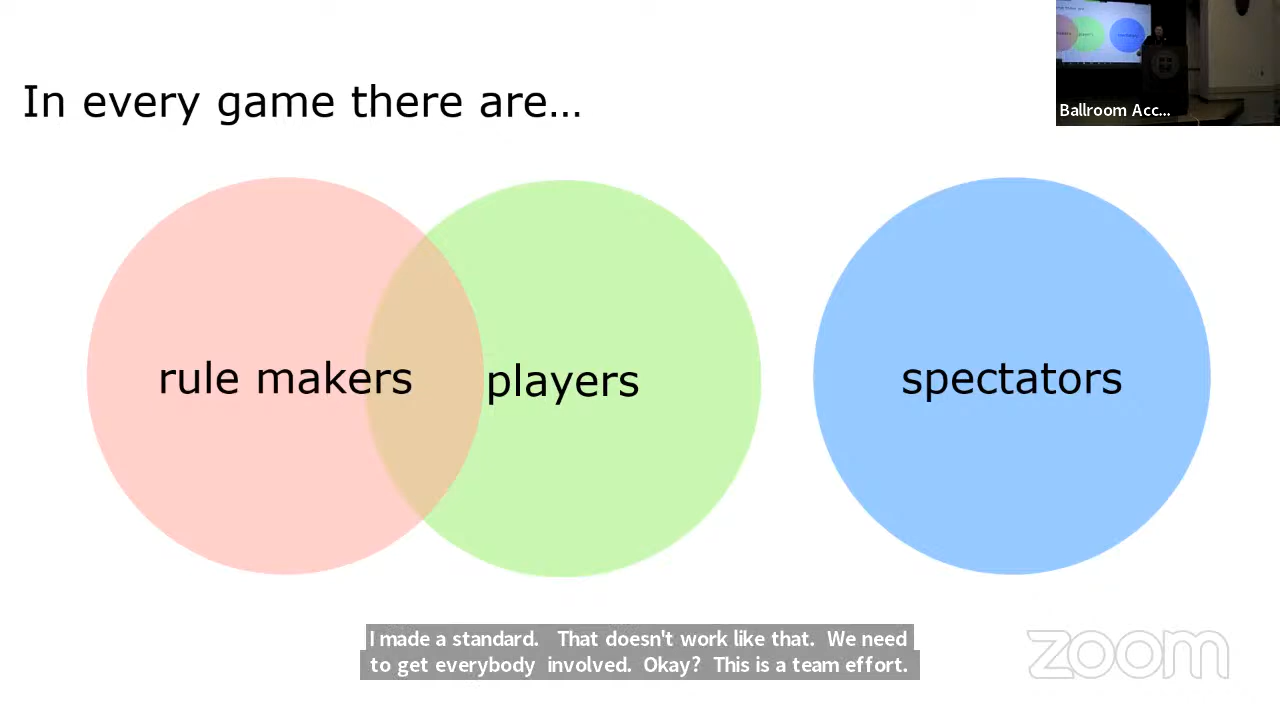 In every game there are…
Ballroom Acc...
rule makers
players
spectators
I made a standard. That doesn't work like that. We need
to get everybody involved. Okay? This is a team effort.
zoom